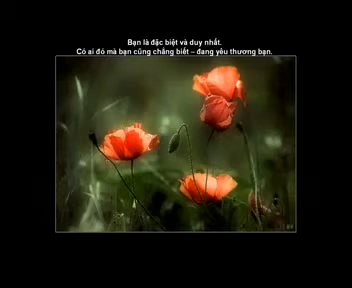 Bạn là đặc biệt và duy nhất.
Có ai đó mà bạn cũng chẳng biết – đang yêu thương bạn.